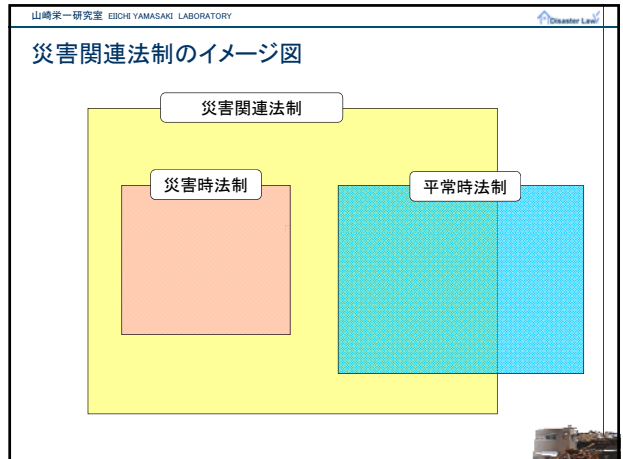 山崎栄一研究室 EIICHI YAMASAKI LABORATORY
Disaster Law
災害関連法制のイメージ図
災害関連法制
災害時法制
平常時法制